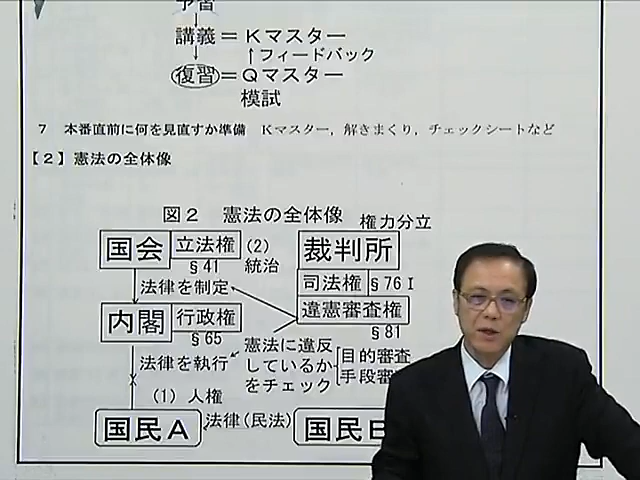 予習
講義＝Ｋマスター
↑フィードバック
復習＝Ｑマスター
模試
７ 本番直前に何を見直すか準備 Ｋマスター，解きまくり，チェックシートなど
【２】憲法の全体像
図２ 憲法の全体像
権力分立
国会 立法権 (2) 裁判所
§41 統治
法律を制定 司法権 §76Ⅰ
違憲審査権
内閣 行政権
§81
§65
憲法に違反
法律を執行 しているか 目的審査
をチェック 手段審
(1) 人権
国民Ａ 法律(民法) 国民Ｂ